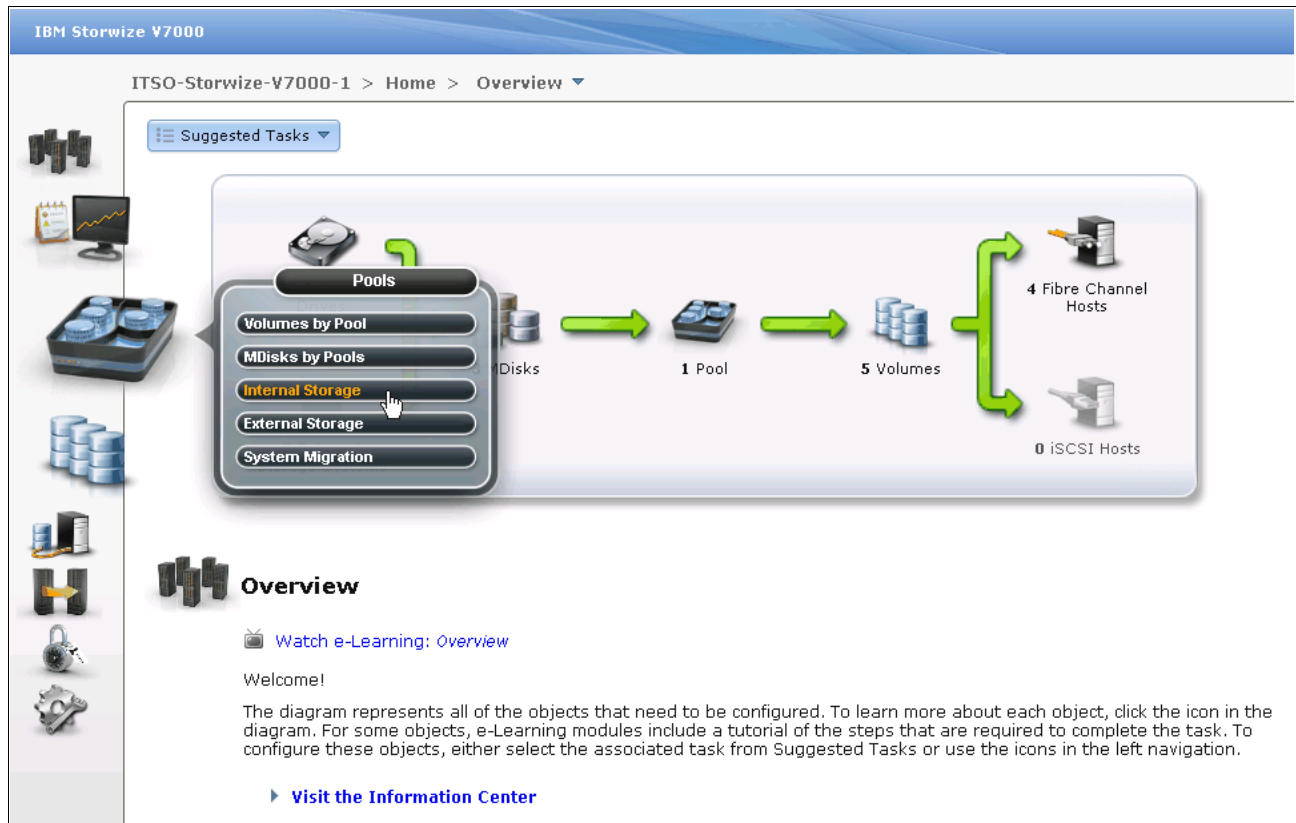 IBM Storwize V7000
ITSO-Storwize-V7000-1 > Home > Overview
Suggested Tasks
Pools
Volumes by Pool
MDisks by Pools
Internal Storage
External Storage
System Migration
MDisks
1 Pool
5 Volumes
4 Fibre Channel
Hosts
0 iSCSI Hosts
Overview
Watch e-Learning: Overview
Welcome!
The diagram represents all of the objects that need to be configured. To learn more about each object, click the icon in the
diagram. For some objects, e-Learning modules include a tutorial of the steps that are required to complete the task. To
configure these objects, either select the associated task from Suggested Tasks or use the icons in the left navigation.
Visit the Information Center